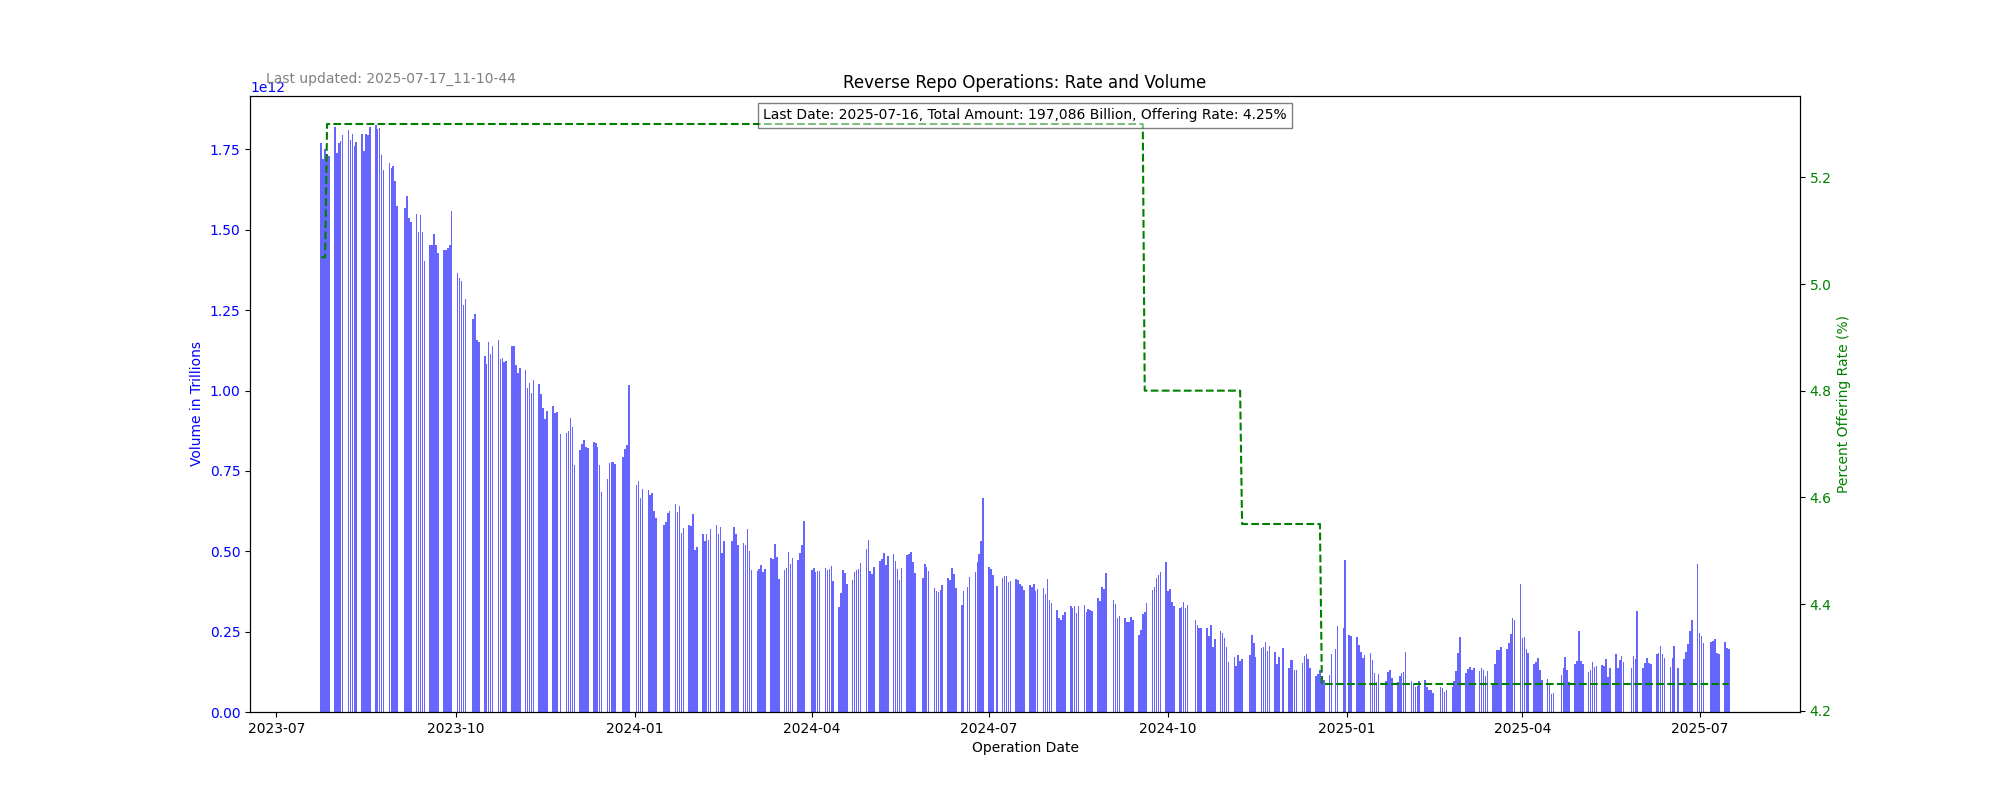 Last updated: 2025-07-17_11-10-44
1e12
Reverse Repo Operations: Rate and Volume
Last Date: 2025-07-16, Total Amount: 197,086 Billion, Offering Rate: 4.25%
1.75
1.50
1.25
1.00
0.75
0.50
0.25
0.00
Volume in Trillions
5.2
5.0
4.8
4.6
4.4
4.2
Percent Offering Rate (%)
2023-07 2023-10 2024-01 2024-04 2024-07 2024-10 2025-01 2025-04 2025-07
Operation Date